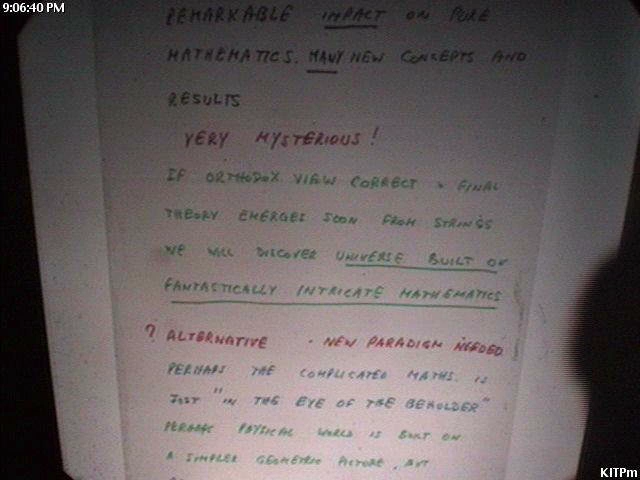 9:06:40 PM
REMARKABLE IMPACT ON PURE
MATHEMATICS. MANY NEW CONCEPTS AND
RESULTS
VERY MYSTERIOUS!
IF ORTHODOX VIEW CORRECT & FINAL
THEORY EMERGES SOON FROM STRINGS
WE WILL DISCOVER UNIVERSE BUILT ON
FANTASTICALLY INTRICATE MATHEMATICS
? ALTERNATIVE . NEW PARADIGM NEEDED
PERHAPS THE COMPLICATED MATHS. IS
JUST "IN THE EYE OF THE BEHOLDER"
PERHAPS PHYSICAL WORLD IS BUILT ON
A SIMPLER GEOMETRIC PICTURE, BUT
KITPm